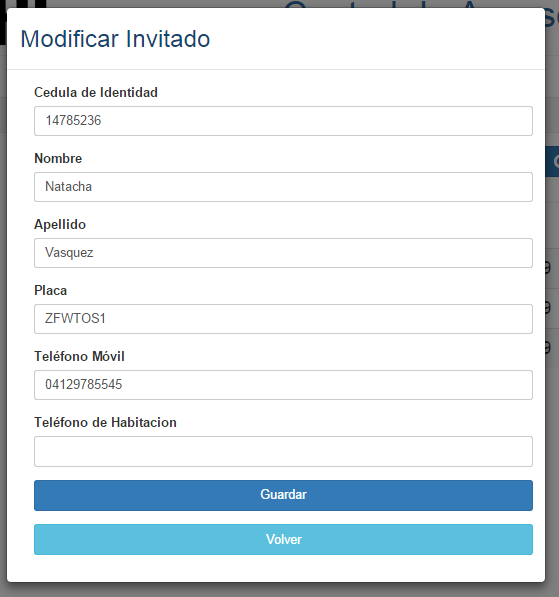 Modificar Invitado
Cedula de Identidad
14785236
Nombre
Natacha
Apellido
Vasquez
Placa
ZFWTOS1
Teléfono Móvil
04129785545
Teléfono de Habitacion
Guardar
Volver